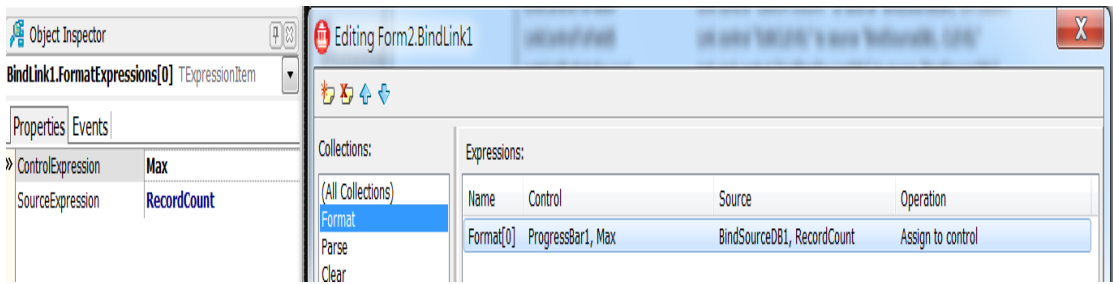 Object Inspector
BindLink1.FormatExpressions[0] TExpressionItem
Properties Events
» ControlExpression Max
SourceExpression RecordCount
Editing Form2.BindLink1
X
Collections:
(All Collections)
Format
Parse
Clear
Expressions:
Name Control Source Operation
Format[0] ProgressBar1, Max BindSourceDB1, RecordCount Assign to control